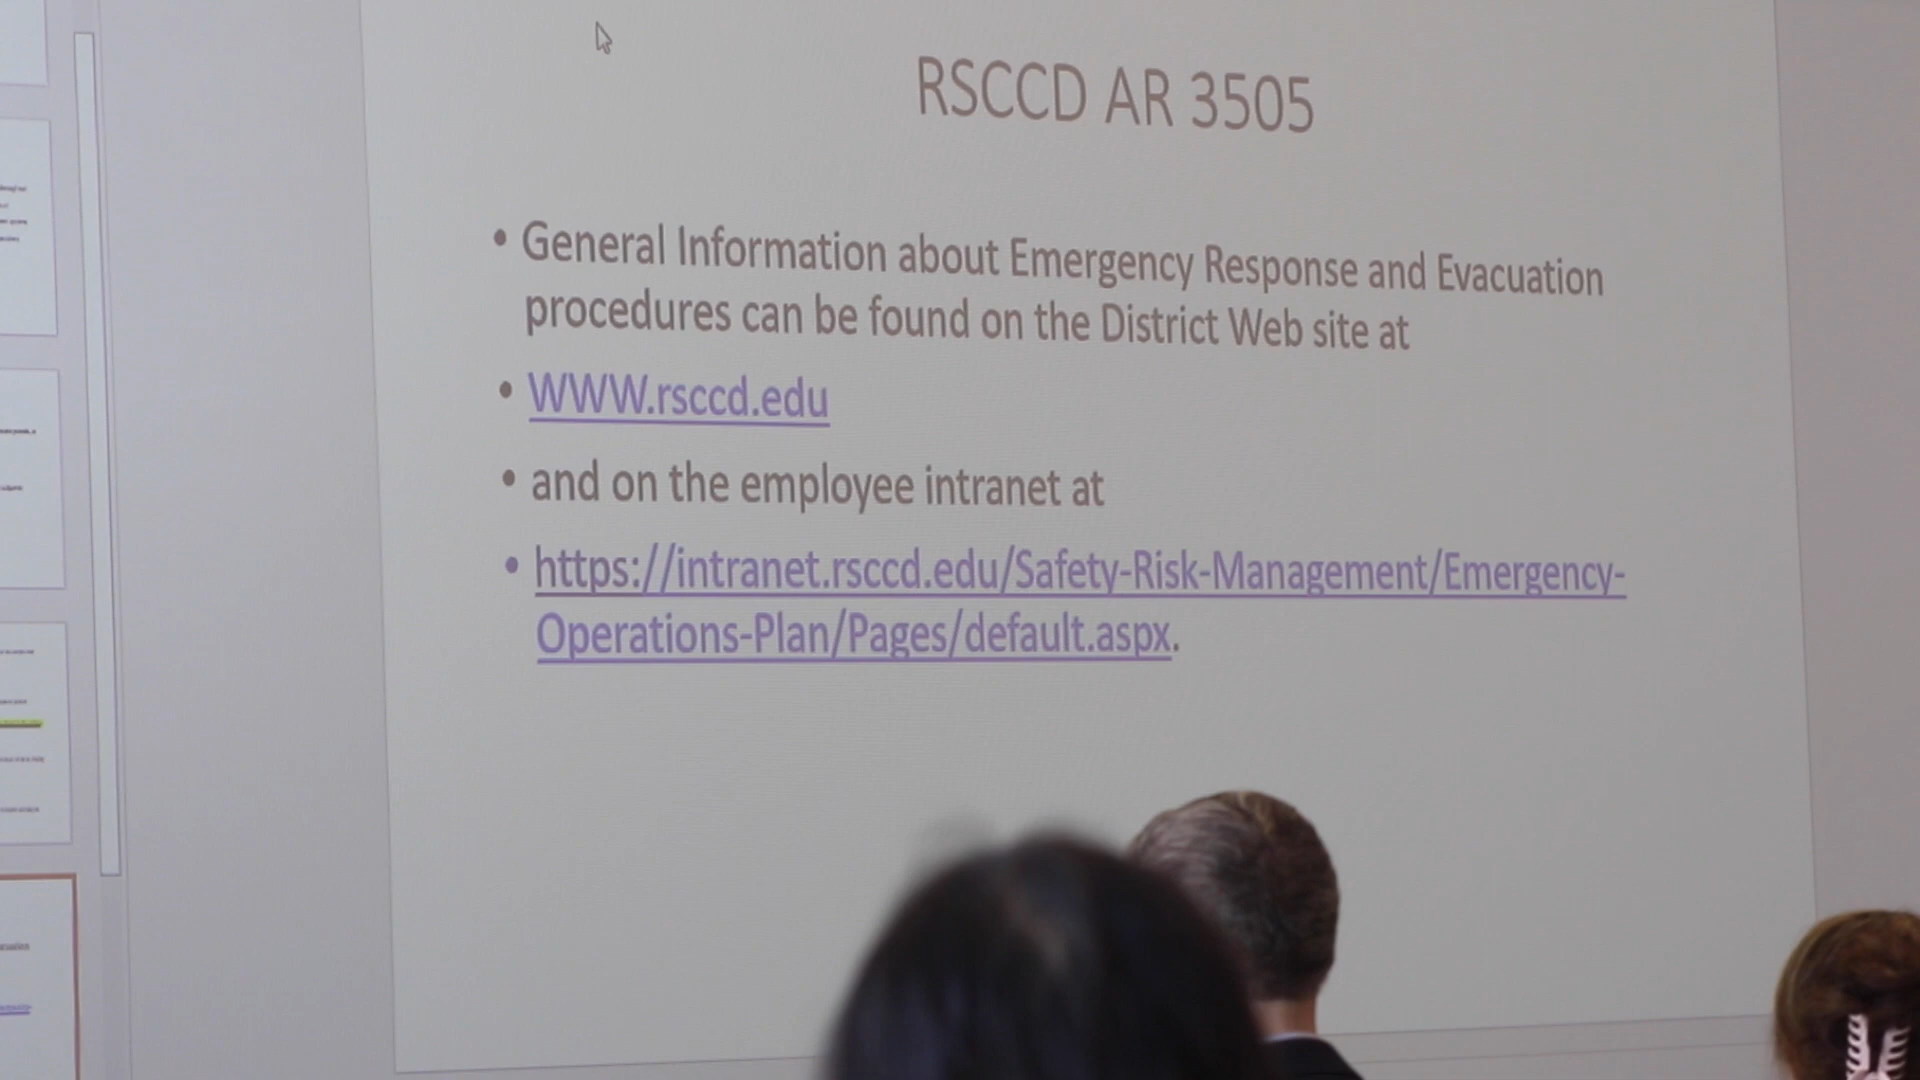 RSCCD AR 3505
• General Information about Emergency Response and Evacuation
procedures can be found on the District Web site at
• WWW.rsccd.edu
• and on the employee intranet at
• https://intranet.rsccd.edu/Safety-Risk-Management/Emergency-
Operations-Plan/Pages/default.aspx.